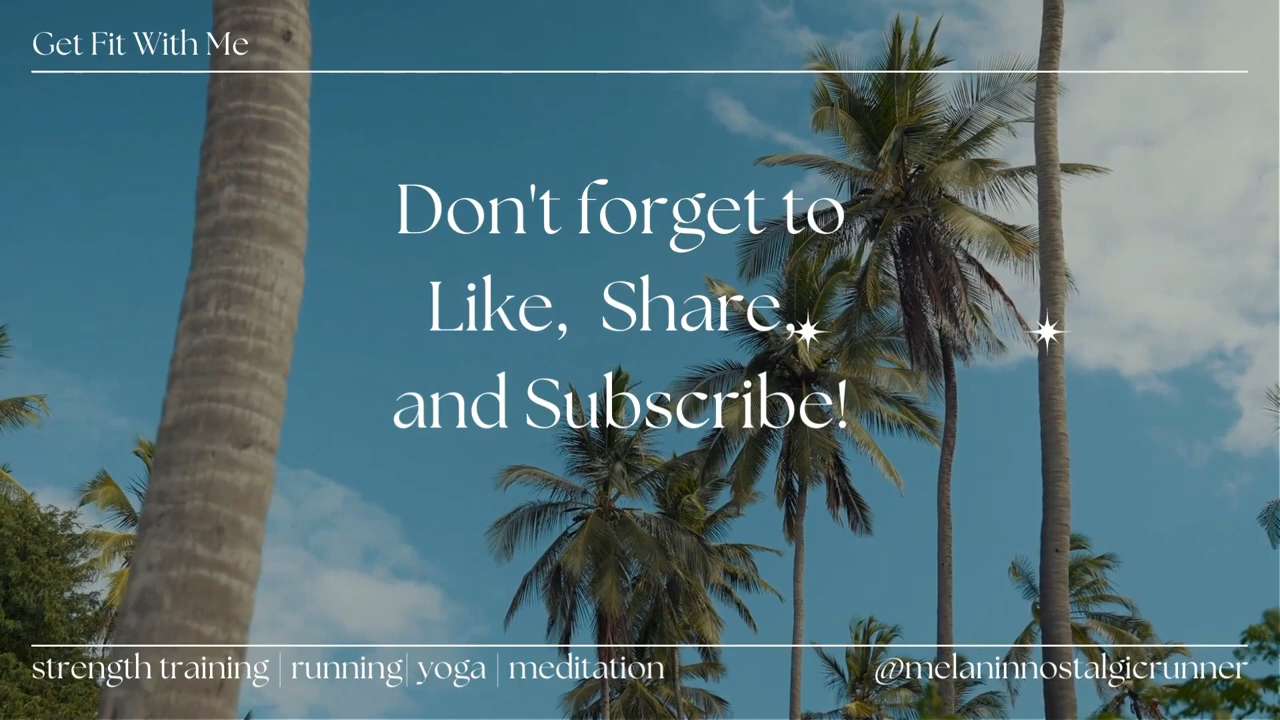 Get Fit With Me
Don't forget to
Like, Share,
and Subscribe!
strength training | running| yoga | meditation
@melaninnostalgicrunner